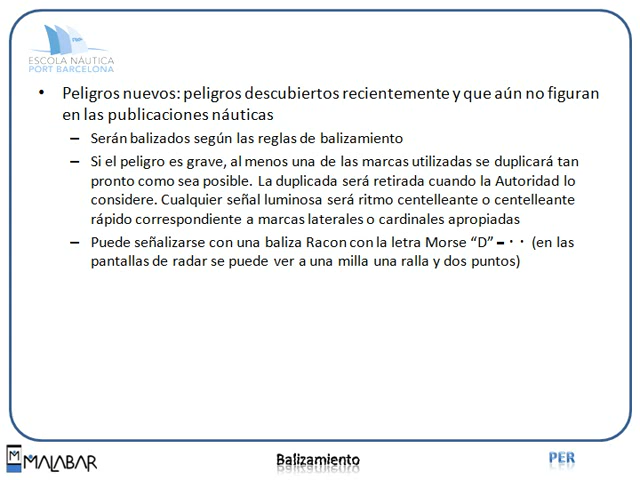 ESCOLA NÁUTICA
PORT BARCELONA
• Peligros nuevos: peligros descubiertos recientemente y que aún no figuran
en las publicaciones náuticas
– Serán balizados según las reglas de balizamiento
– Si el peligro es grave, al menos una de las marcas utilizadas se duplicará tan
pronto como sea posible. La duplicada será retirada cuando la Autoridad lo
considere. Cualquier señal luminosa será ritmo centelleante o centelleante
rápido correspondiente a marcas laterales o cardinales apropiadas
– Puede señalizarse con una baliza Racon con la letra Morse “D” – · · (en las
pantallas de radar se puede ver a una milla una ralla y dos puntos)
MALABAR
Balizamiento
PER